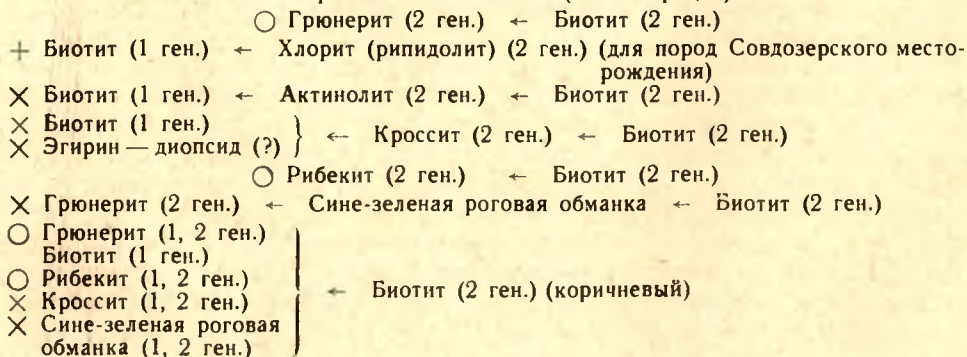 ○ Грюнерит (2 ген.) ← Биотит (2 ген.)
+ Биотит (1 ген.) ← Хлорит (рипидолит) (2 ген.) (для пород Совдозерского место-
рождения)
× Биотит (1 ген.) ← Актинолит (2 ген.) ← Биотит (2 ген.)
× Биотит (1 ген.)
× Эгирин — диопсид (?) } ← Кроссит (2 ген.) ← Биотит (2 ген.)
○ Рибекит (2 ген.) ← Биотит (2 ген.)
× Грюнерит (2 ген.) ← Сине-зеленая роговая обманка ← Биотит (2 ген.)
○ Грюнерит (1, 2 ген.)
Биотит (1 ген.)
○ Рибекит (1, 2 ген.)
← Биотит (2 ген.) (коричневый)
× Кроссит (1, 2 ген.)
× Сине-зеленая роговая
обманка (1, 2 ген.)